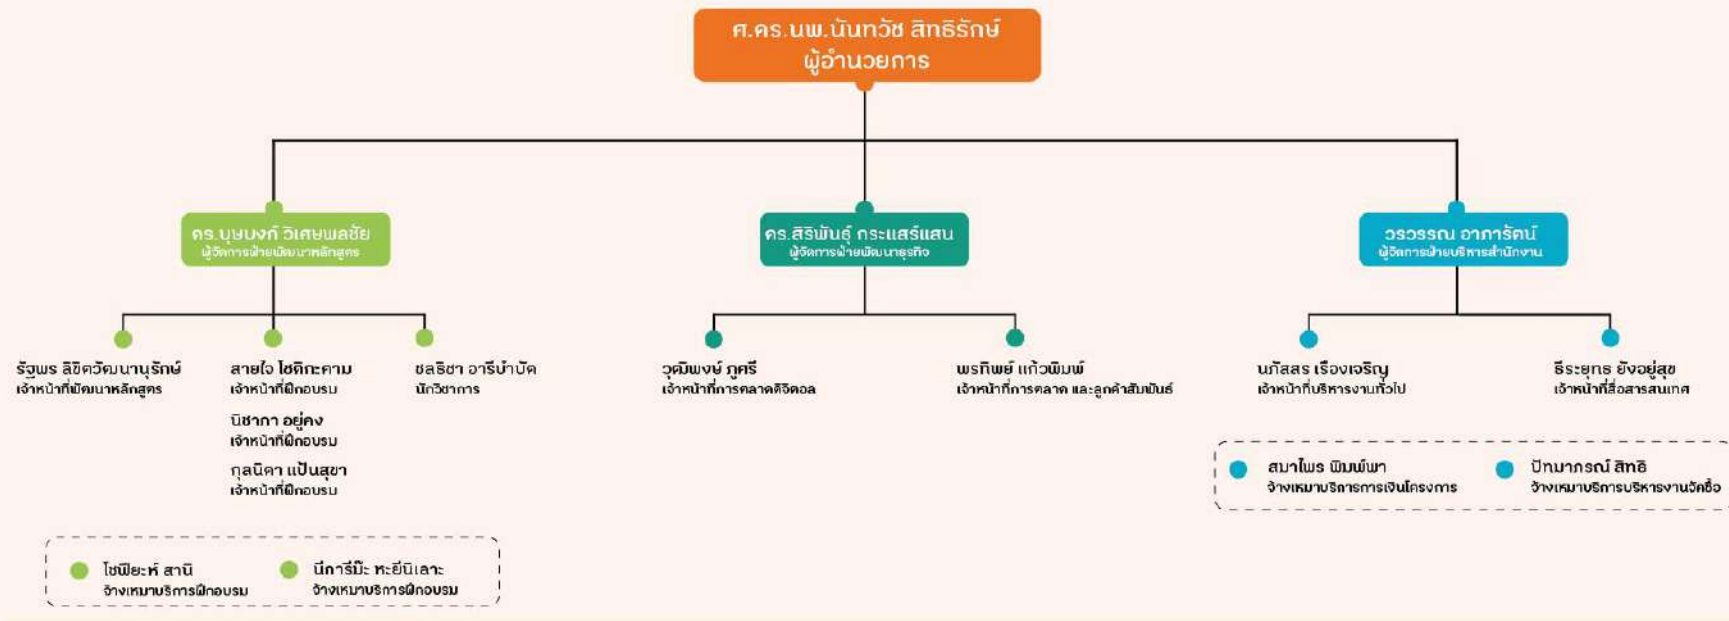 ศ.ดร.นพ.นันทวัช สิทธิรักษ์
ผู้อำนวยการ
ดร.บุษบงก์ วิเศษพลชัย
ผู้จัดการฝ่ายพัฒนาหลักสูตร
ดร.สิริพันธุ์ กระแสร์แสน
ผู้จัดการฝ่ายพัฒนาธุรกิจ
วรวรรณ อาภารัตน์
ผู้จัดการฝ่ายบริหารสำนักงาน
รัฐพร ลิขิตวัฒนานุรักษ์
เจ้าหน้าที่พัฒนาหลักสูตร
สายใจ โชติกะคาม
เจ้าหน้าที่ฝึกอบรม
นิชาภา อยู่คง
เจ้าหน้าที่ฝึกอบรม
กุลนิดา แป้นสุขา
เจ้าหน้าที่ฝึกอบรม
ชลธิชา อารีบำบัด
นักวิชาการ
วุฒิพงษ์ ภูศรี
เจ้าหน้าที่การตลาดดิจิตอล
พรทิพย์ แก้วพิมพ์
เจ้าหน้าที่การตลาด และลูกค้าสัมพันธ์
นภัสสร เรืองเจริญ
เจ้าหน้าที่บริหารงานทั่วไป
ธีระยุทธ ยังอยู่สุข
เจ้าหน้าที่สื่อสารสนเทศ
สมาไพร พิมพ์พา
จ้างเหมาบริการการเงินโครงการ
ปัทมาภรณ์ สิทธิ
จ้างเหมาบริการบริหารงานจัดซื้อ
โซฟียะห์ สานิ
จ้างเหมาบริการฝึกอบรม
นีการีม๊ะ หะยีนิเลาะ
จ้างเหมาบริการฝึกอบรม